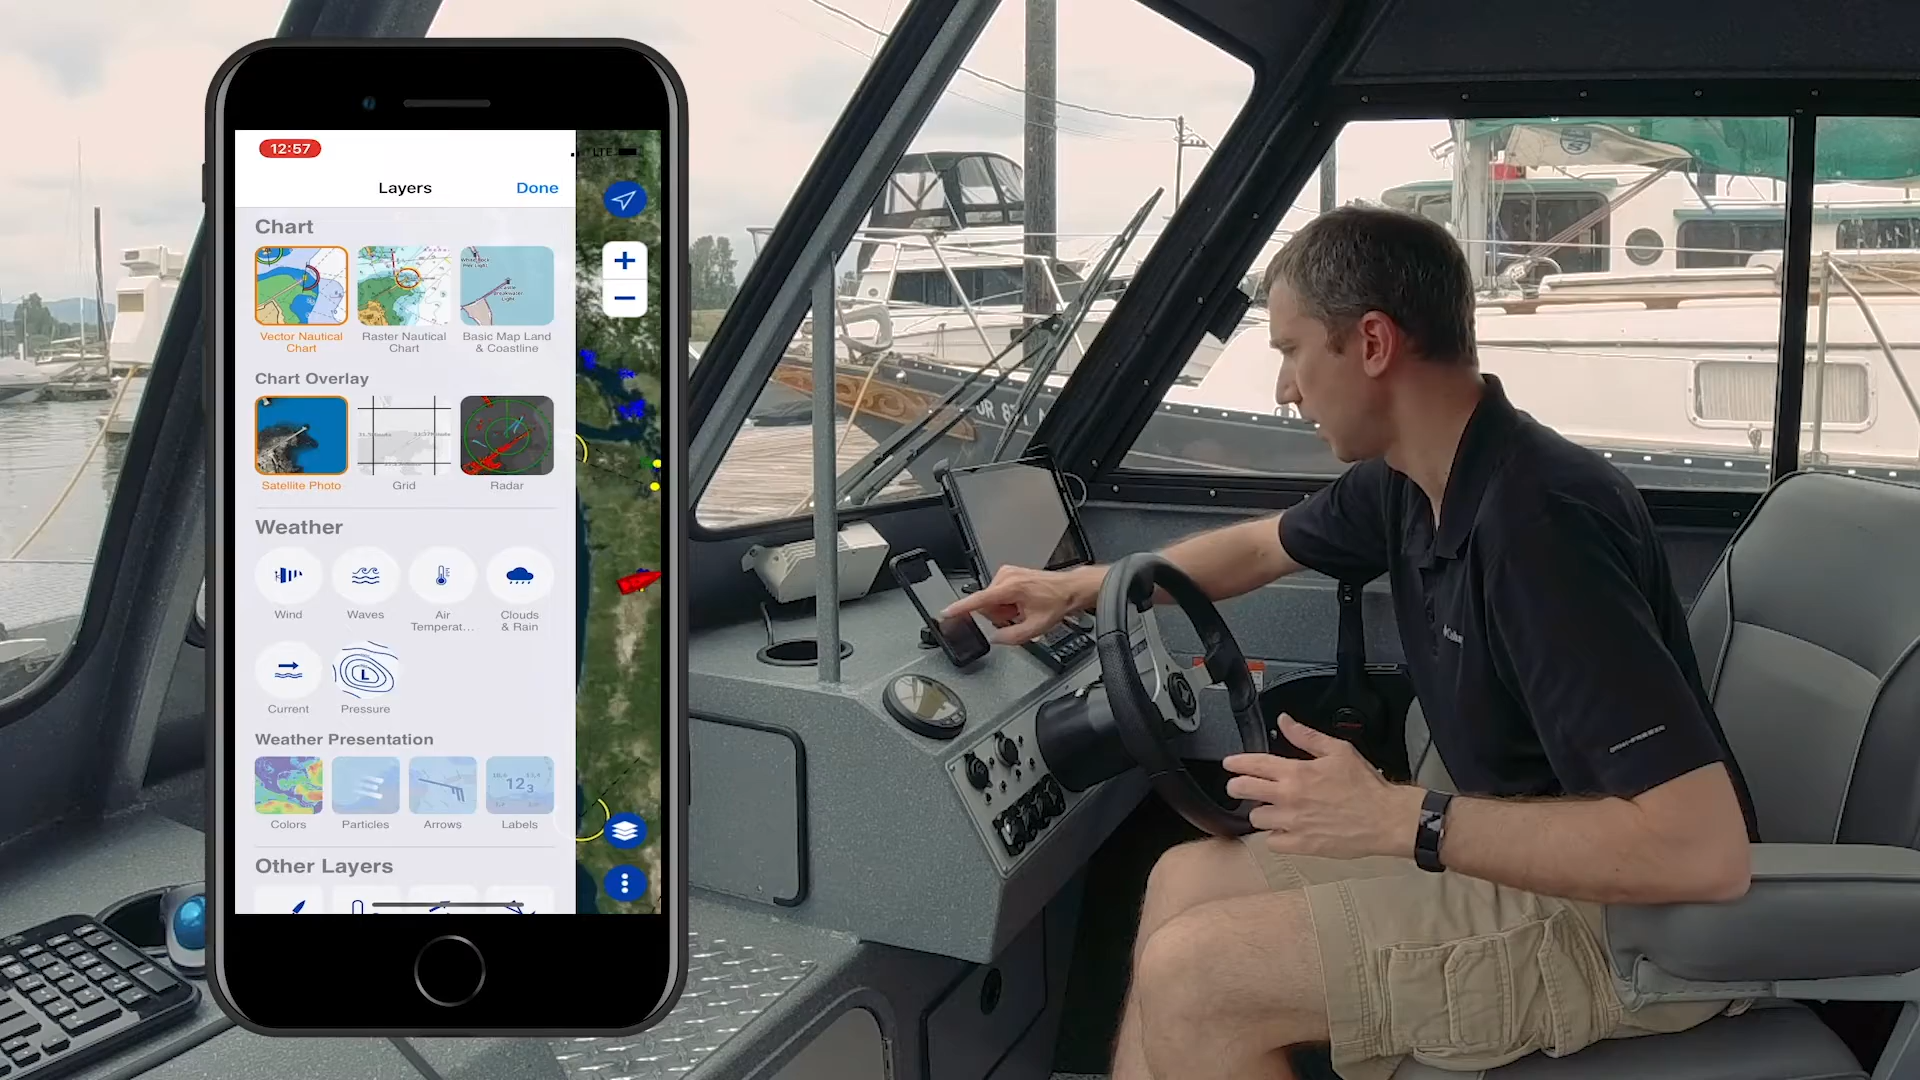 12:57
LTE
Layers
Done
Chart
Vector Nautical
Chart
Raster Nautical
Chart
Basic Map Land
& Coastline
Chart Overlay
Satellite Photo
Grid
Radar
Weather
Wind
Waves
Air
Temperat...
Clouds
& Rain
Current
L
Pressure
Weather Presentation
123
Colors
Particles
Arrows
Labels
Other Layers